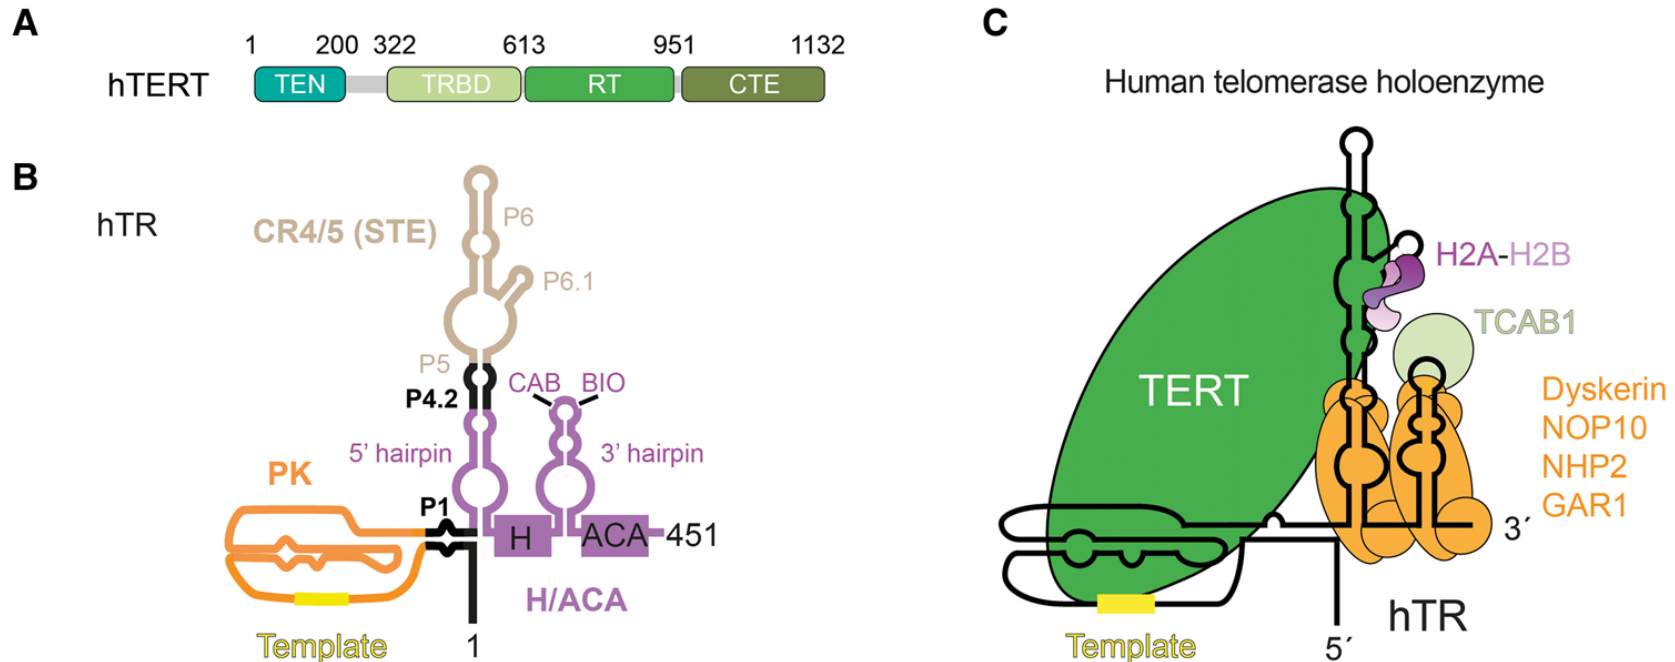 A
1 200 322 613 951 1132
hTERT TEN TRBD RT CTE
B
hTR
CR4/5 (STE)
P6
P6.1
P5
P4.2
CAB BIO
5’ hairpin
3’ hairpin
PK
P1
H
ACA
451
H/ACA
Template
1
C
Human telomerase holoenzyme
H2A-H2B
TCAB1
TERT
Dyskerin
NOP10
NHP2
GAR1
3´
hTR
Template
5´